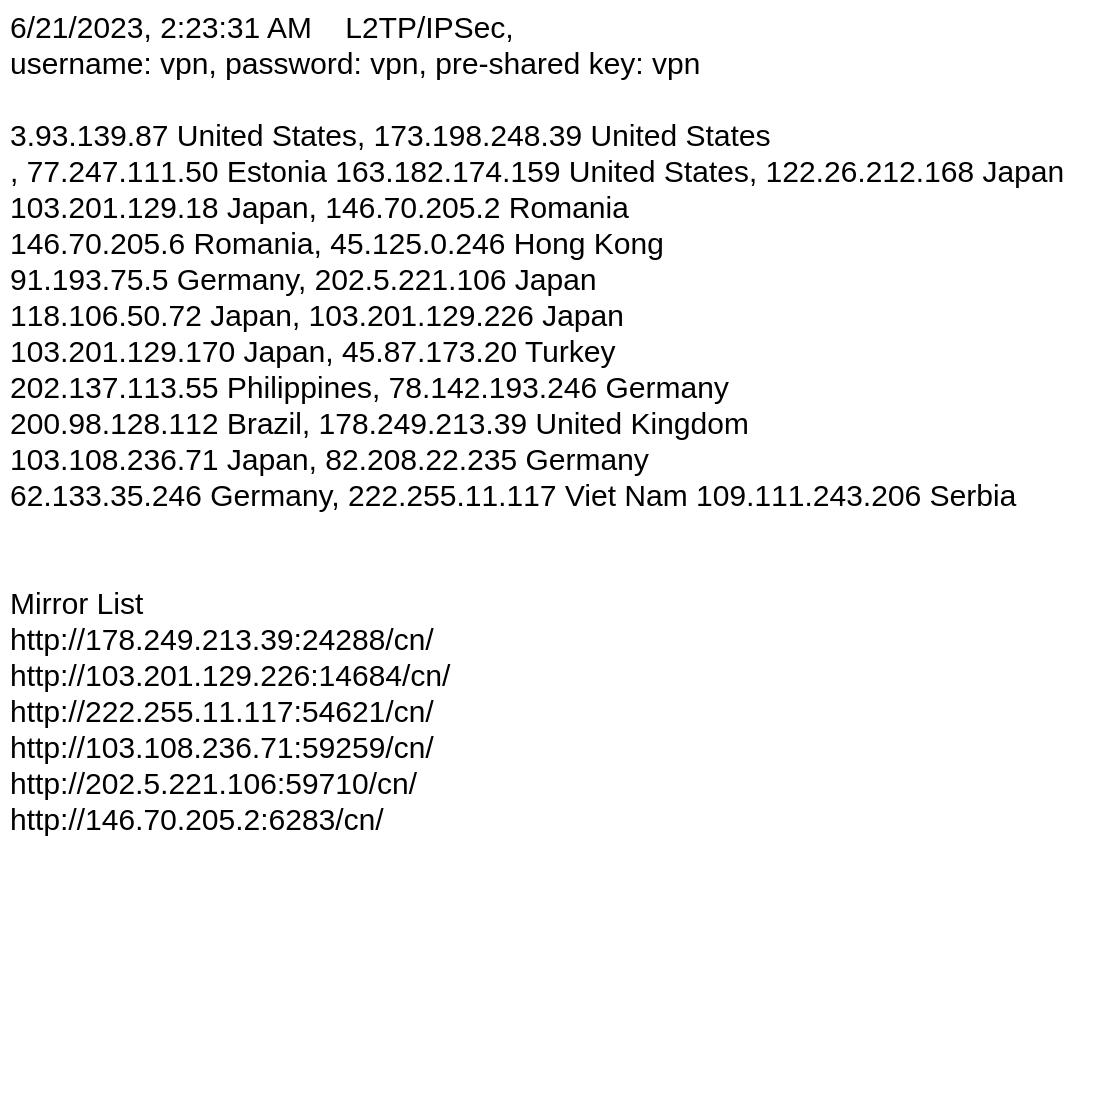 6/21/2023, 2:23:31 AM    L2TP/IPSec,
username: vpn, password: vpn, pre-shared key: vpn
3.93.139.87 United States, 173.198.248.39 United States
, 77.247.111.50 Estonia 163.182.174.159 United States, 122.26.212.168 Japan
103.201.129.18 Japan, 146.70.205.2 Romania
146.70.205.6 Romania, 45.125.0.246 Hong Kong
91.193.75.5 Germany, 202.5.221.106 Japan
118.106.50.72 Japan, 103.201.129.226 Japan
103.201.129.170 Japan, 45.87.173.20 Turkey
202.137.113.55 Philippines, 78.142.193.246 Germany
200.98.128.112 Brazil, 178.249.213.39 United Kingdom
103.108.236.71 Japan, 82.208.22.235 Germany
62.133.35.246 Germany, 222.255.11.117 Viet Nam 109.111.243.206 Serbia
Mirror List
http://178.249.213.39:24288/cn/
http://103.201.129.226:14684/cn/
http://222.255.11.117:54621/cn/
http://103.108.236.71:59259/cn/
http://202.5.221.106:59710/cn/
http://146.70.205.2:6283/cn/